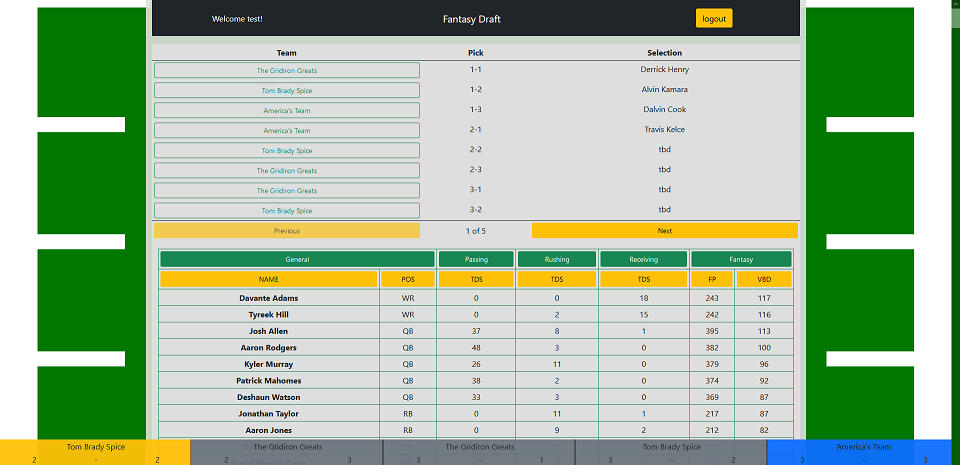 Welcome test! Fantasy Draft logout
Team Pick Selection
The Gridiron Greats 1-1 Derrick Henry
Tom Brady Spice 1-2 Alvin Kamara
America's Team 1-3 Dalvin Cook
America's Team 2-1 Travis Kelce
Tom Brady Spice 2-2 tbd
The Gridiron Greats 2-3 tbd
The Gridiron Greats 3-1 tbd
Tom Brady Spice 3-2 tbd
Previous 1 of 5 Next
General Passing Rushing Receiving Fantasy
NAME POS TDS TDS TDS FP VBD
Davante Adams WR 0 0 18 243 117
Tyreek Hill WR 0 2 15 242 116
Josh Allen QB 37 8 1 395 113
Aaron Rodgers QB 48 3 0 382 100
Kyler Murray QB 26 11 0 379 96
Patrick Mahomes QB 38 2 0 374 92
Deshaun Watson QB 33 3 0 369 87
Jonathan Taylor RB 0 11 1 217 87
Aaron Jones RB 0 9 2 212 82
Tom Brady Spice The Gridiron Greats The Gridiron Greats Tom Brady Spice America's Team
2 - 2 2 - 3 3 - 1 3 - 2 3 - 3